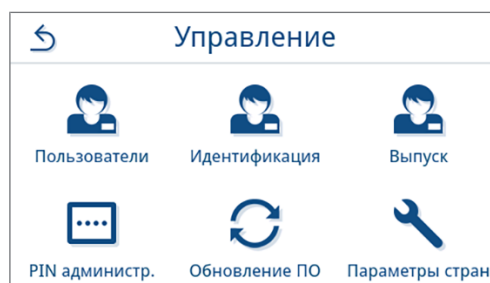 Управление
Пользователи Идентификация Выпуск
PIN администр. Обновление ПО Параметры стран